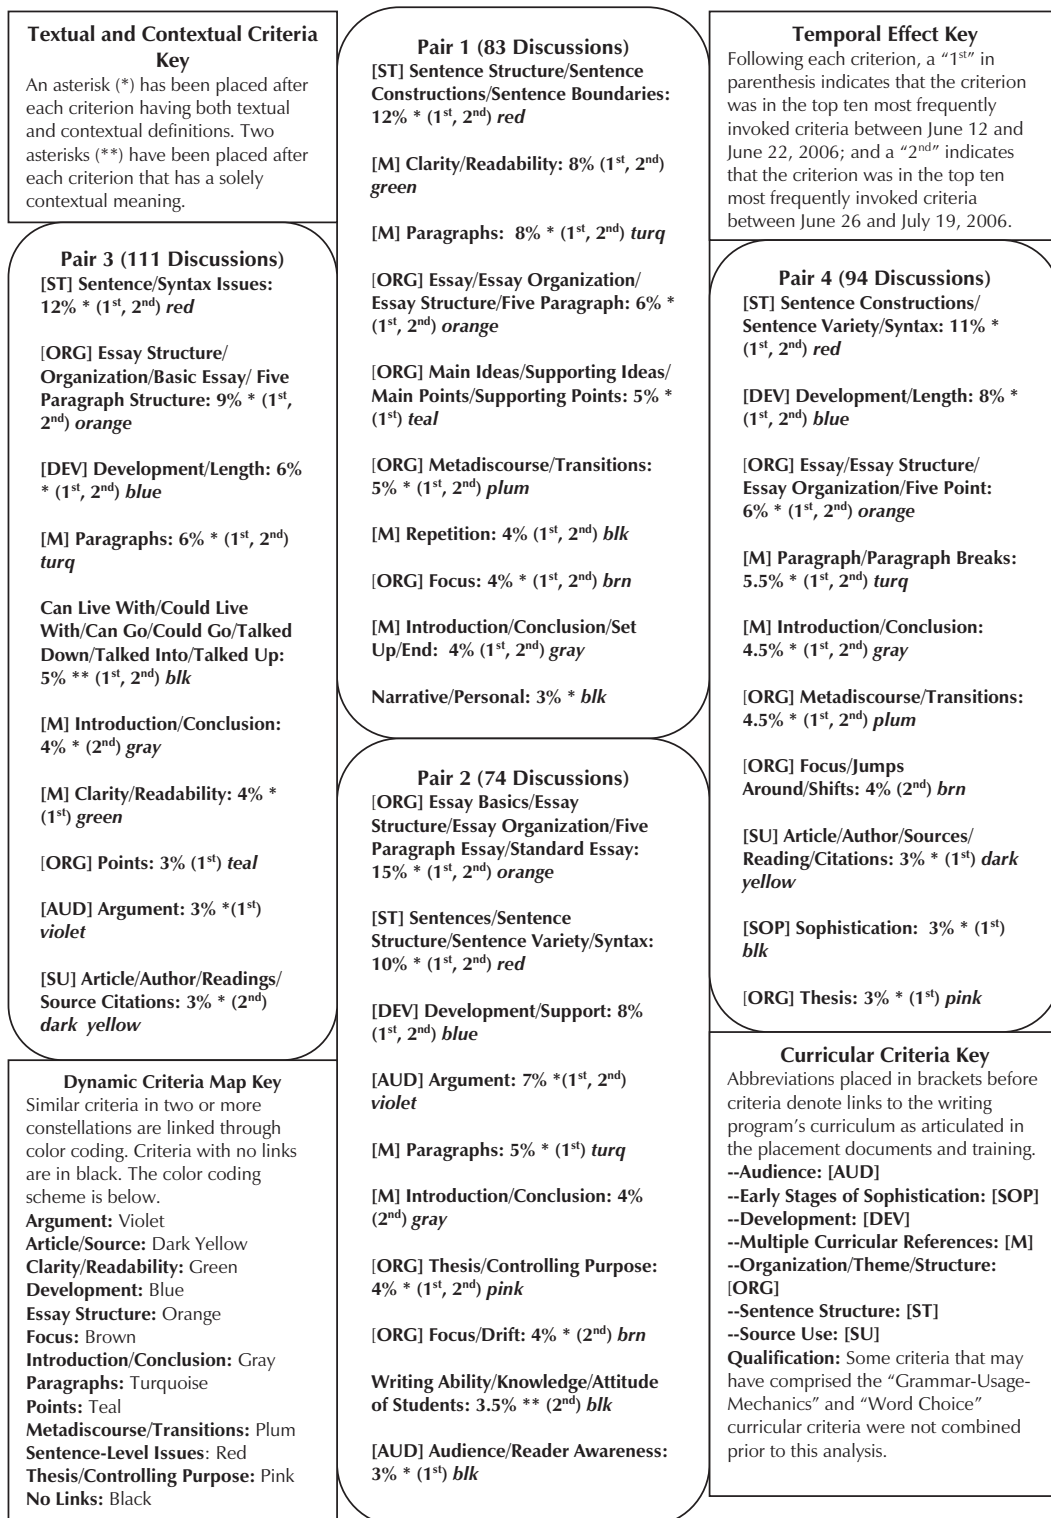 Textual and Contextual Criteria
Key
An asterisk (*) has been placed after
each criterion having both textual
and contextual definitions. Two
asterisks (**) have been placed after
each criterion that has a solely
contextual meaning.
Pair 3 (111 Discussions)
[ST] Sentence/Syntax Issues:
12% * (1st, 2nd) red
[ORG] Essay Structure/
Organization/Basic Essay/ Five
Paragraph Structure: 9% * (1st,
2nd) orange
[DEV] Development/Length: 6%
* (1st, 2nd) blue
[M] Paragraphs: 6% * (1st, 2nd)
turq
Can Live With/Could Live
With/Can Go/Could Go/Talked
Down/Talked Into/Talked Up:
5% ** (1st, 2nd) blk
[M] Introduction/Conclusion:
4% * (2nd) gray
[M] Clarity/Readability: 4% *
(1st) green
[ORG] Points: 3% (1st) teal
[AUD] Argument: 3% *(1st)
violet
[SU] Article/Author/Readings/
Source Citations: 3% * (2nd)
dark yellow
Dynamic Criteria Map Key
Similar criteria in two or more
constellations are linked through
color coding. Criteria with no links
are in black. The color coding
scheme is below.
Argument: Violet
Article/Source: Dark Yellow
Clarity/Readability: Green
Development: Blue
Essay Structure: Orange
Focus: Brown
Introduction/Conclusion: Gray
Paragraphs: Turquoise
Points: Teal
Metadiscourse/Transitions: Plum
Sentence-Level Issues: Red
Thesis/Controlling Purpose: Pink
No Links: Black
Pair 1 (83 Discussions)
[ST] Sentence Structure/Sentence
Constructions/Sentence Boundaries:
12% * (1st, 2nd) red
[M] Clarity/Readability: 8% (1st, 2nd)
green
[M] Paragraphs: 8% * (1st, 2nd) turq
[ORG] Essay/Essay Organization/
Essay Structure/Five Paragraph: 6% *
(1st, 2nd) orange
[ORG] Main Ideas/Supporting Ideas/
Main Points/Supporting Points: 5% *
(1st) teal
[ORG] Metadiscourse/Transitions:
5% * (1st, 2nd) plum
[M] Repetition: 4% (1st, 2nd) blk
[ORG] Focus: 4% * (1st, 2nd) brn
[M] Introduction/Conclusion/Set
Up/End: 4% (1st, 2nd) gray
Narrative/Personal: 3% * blk
Pair 2 (74 Discussions)
[ORG] Essay Basics/Essay
Structure/Essay Organization/Five
Paragraph Essay/Standard Essay:
15% * (1st, 2nd) orange
[ST] Sentences/Sentence
Structure/Sentence Variety/Syntax:
10% * (1st, 2nd) red
[DEV] Development/Support: 8%
(1st, 2nd) blue
[AUD] Argument: 7% *(1st, 2nd)
violet
[M] Paragraphs: 5% * (1st) turq
[M] Introduction/Conclusion: 4%
(2nd) gray
[ORG] Thesis/Controlling Purpose:
4% * (1st, 2nd) pink
[ORG] Focus/Drift: 4% * (2nd) brn
Writing Ability/Knowledge/Attitude
of Students: 3.5% ** (2nd) blk
[AUD] Audience/Reader Awareness:
3% * (1st) blk
Temporal Effect Key
Following each criterion, a “1st” in
parenthesis indicates that the criterion
was in the top ten most frequently
invoked criteria between June 12 and
June 22, 2006; and a “2nd” indicates
that the criterion was in the top ten
most frequently invoked criteria
between June 26 and July 19, 2006.
Pair 4 (94 Discussions)
[ST] Sentence Constructions/
Sentence Variety/Syntax: 11% *
(1st, 2nd) red
[DEV] Development/Length: 8% *
(1st, 2nd) blue
[ORG] Essay/Essay Structure/
Essay Organization/Five Point:
6% * (1st, 2nd) orange
[M] Paragraph/Paragraph Breaks:
5.5% * (1st, 2nd) turq
[M] Introduction/Conclusion:
4.5% * (1st, 2nd) gray
[ORG] Metadiscourse/Transitions:
4.5% * (1st, 2nd) plum
[ORG] Focus/Jumps
Around/Shifts: 4% (2nd) brn
[SU] Article/Author/Sources/
Reading/Citations: 3% * (1st) dark
yellow
[SOP] Sophistication: 3% * (1st)
blk
[ORG] Thesis: 3% * (1st) pink
Curricular Criteria Key
Abbreviations placed in brackets before
criteria denote links to the writing
program’s curriculum as articulated in
the placement documents and training.
--Audience: [AUD]
--Early Stages of Sophistication: [SOP]
--Development: [DEV]
--Multiple Curricular References: [M]
--Organization/Theme/Structure:
[ORG]
--Sentence Structure: [ST]
--Source Use: [SU]
Qualification: Some criteria that may
have comprised the “Grammar-Usage-
Mechanics” and “Word Choice”
curricular criteria were not combined
prior to this analysis.